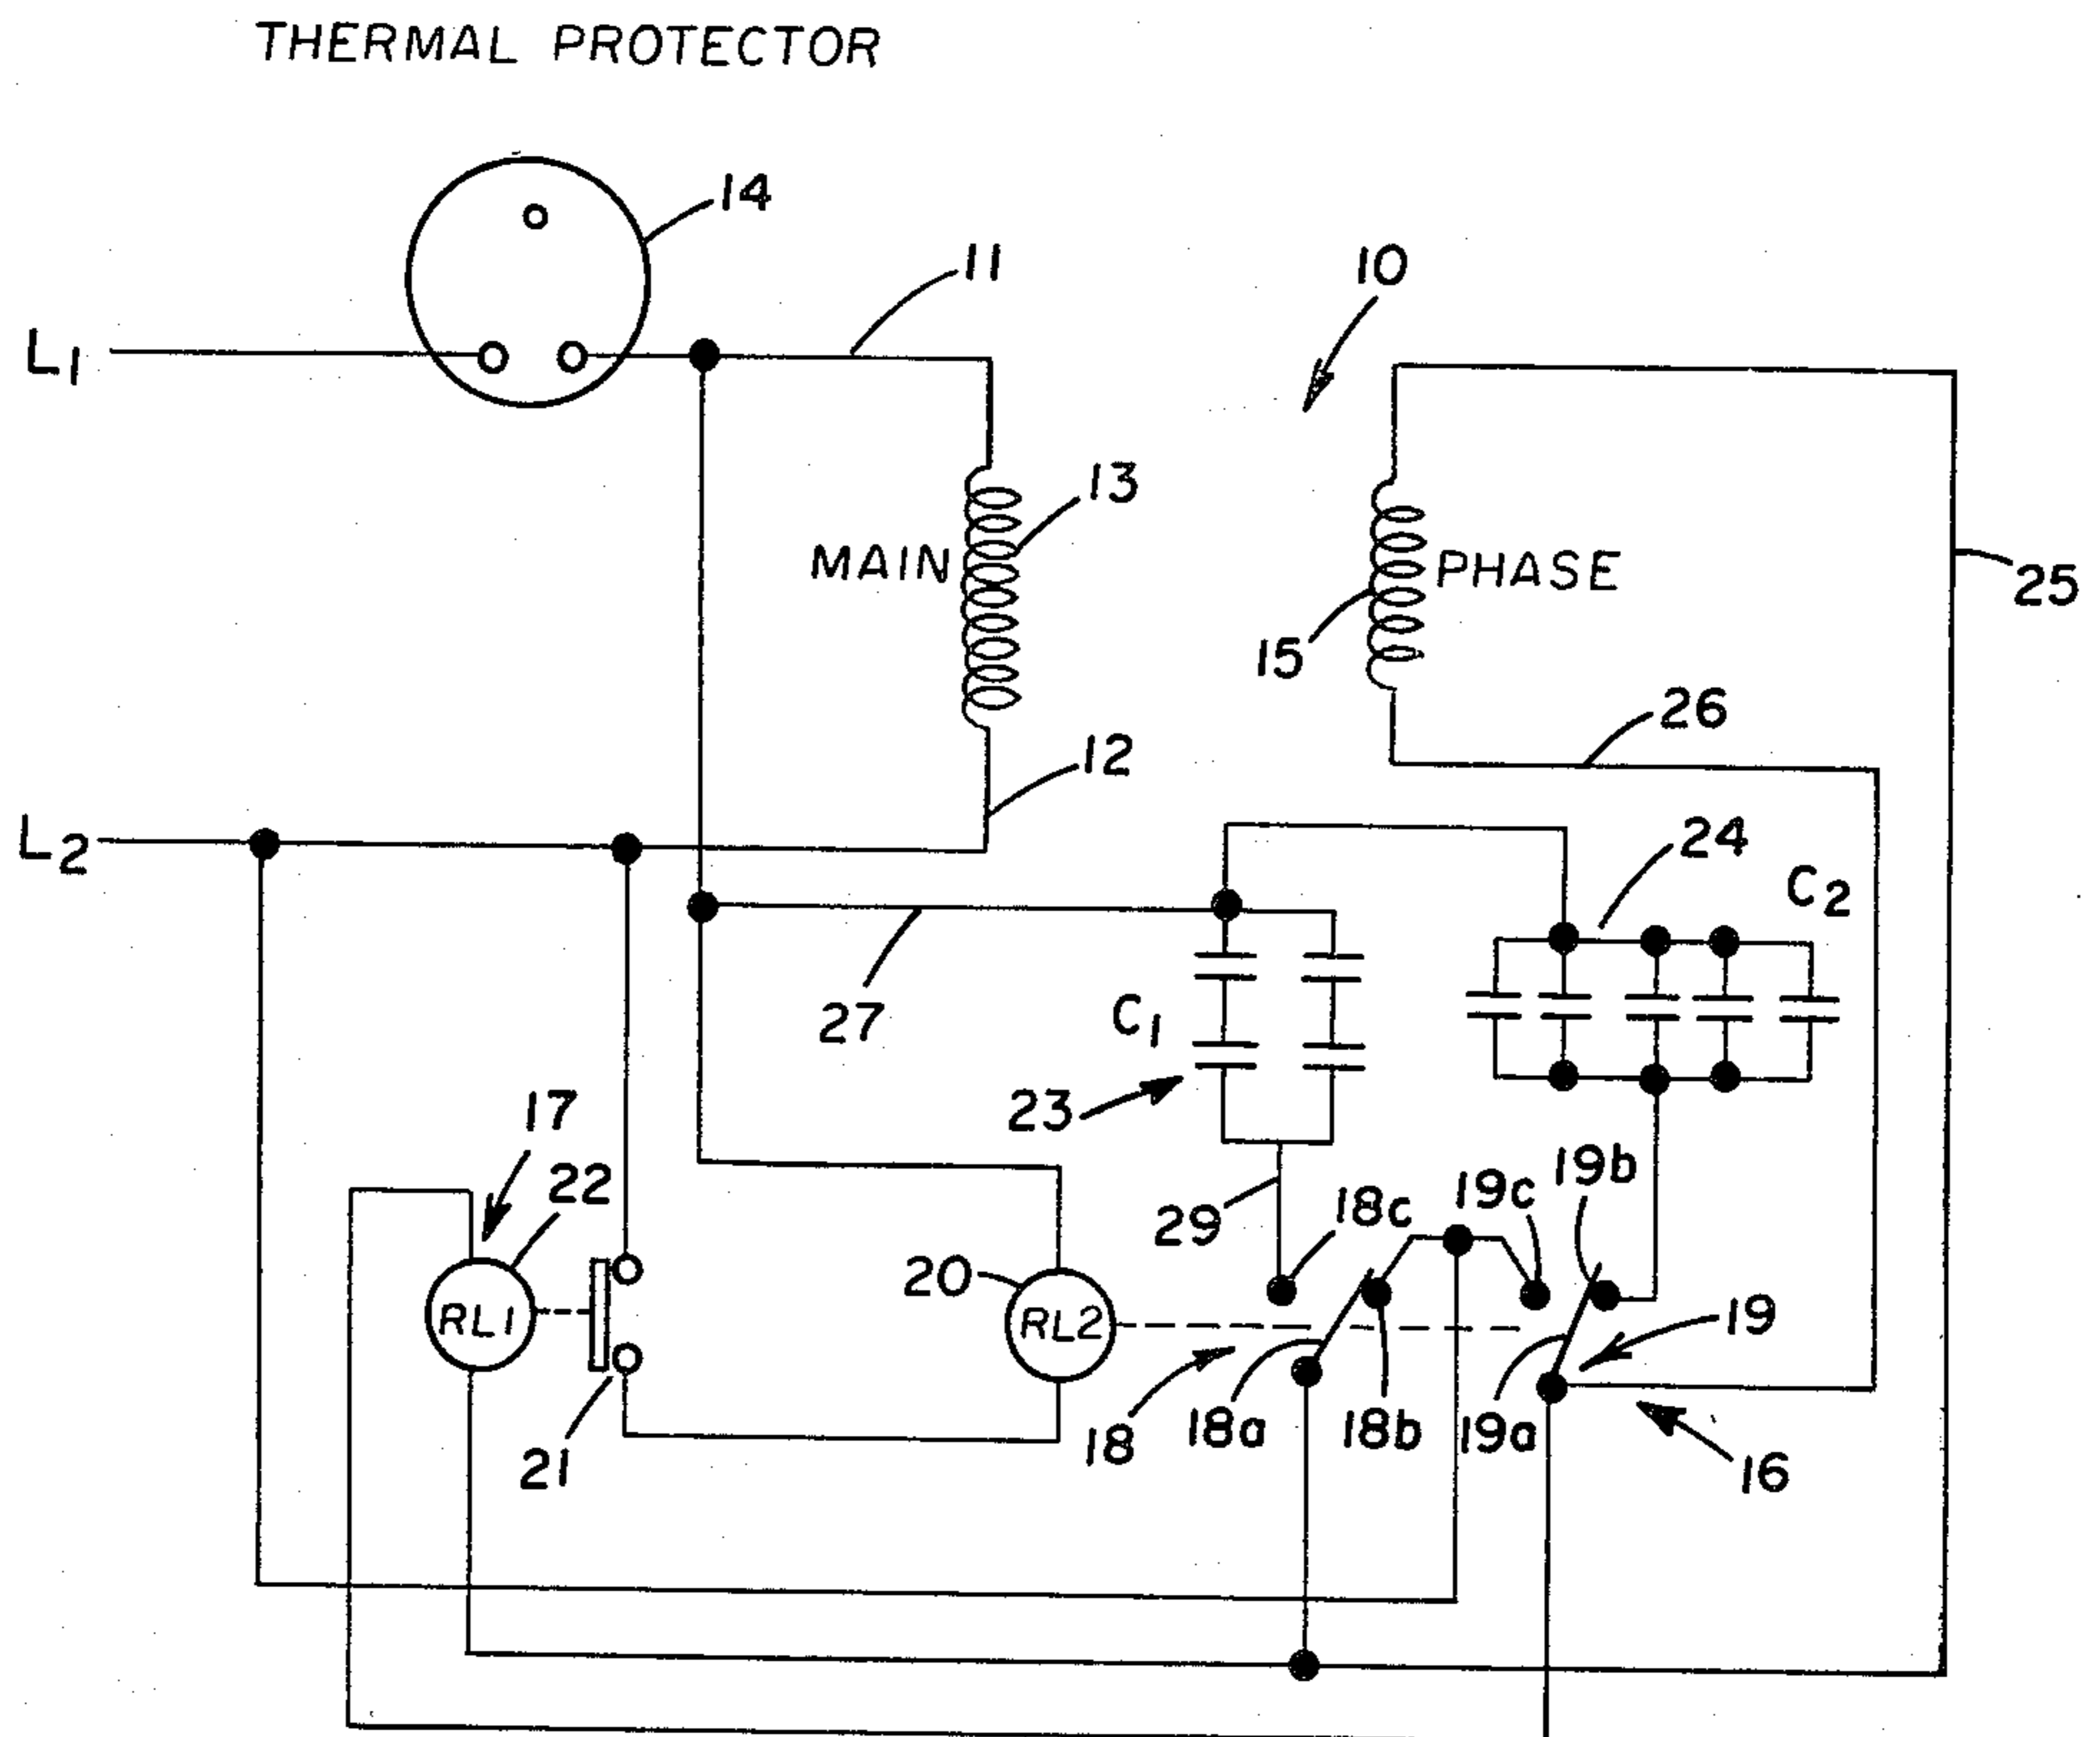 THERMAL PROTECTOR
14
11
10
L1
13
MAIN
PHASE
25
15
26
12
L2
24
C2
27
C1
23
17
22
19b
19c
18c
29
20
RL1
RL2
19
18
18a
18b
19a
21
16